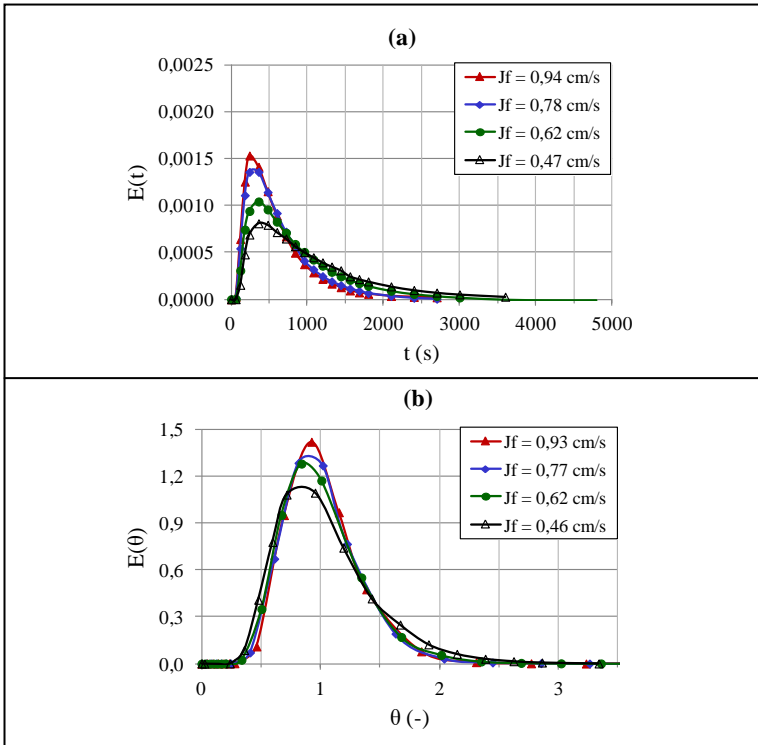 (a)
0,0025
0,0020
0,0015
0,0010
0,0005
0,0000
E(t)
Jf = 0,94 cm/s
Jf = 0,78 cm/s
Jf = 0,62 cm/s
Jf = 0,47 cm/s
0 1000 2000 3000 4000 5000
t (s)
(b)
1,5
1,2
0,9
0,6
0,3
0,0
E(θ)
Jf = 0,93 cm/s
Jf = 0,77 cm/s
Jf = 0,62 cm/s
Jf = 0,46 cm/s
0 1 2 3
θ (-)